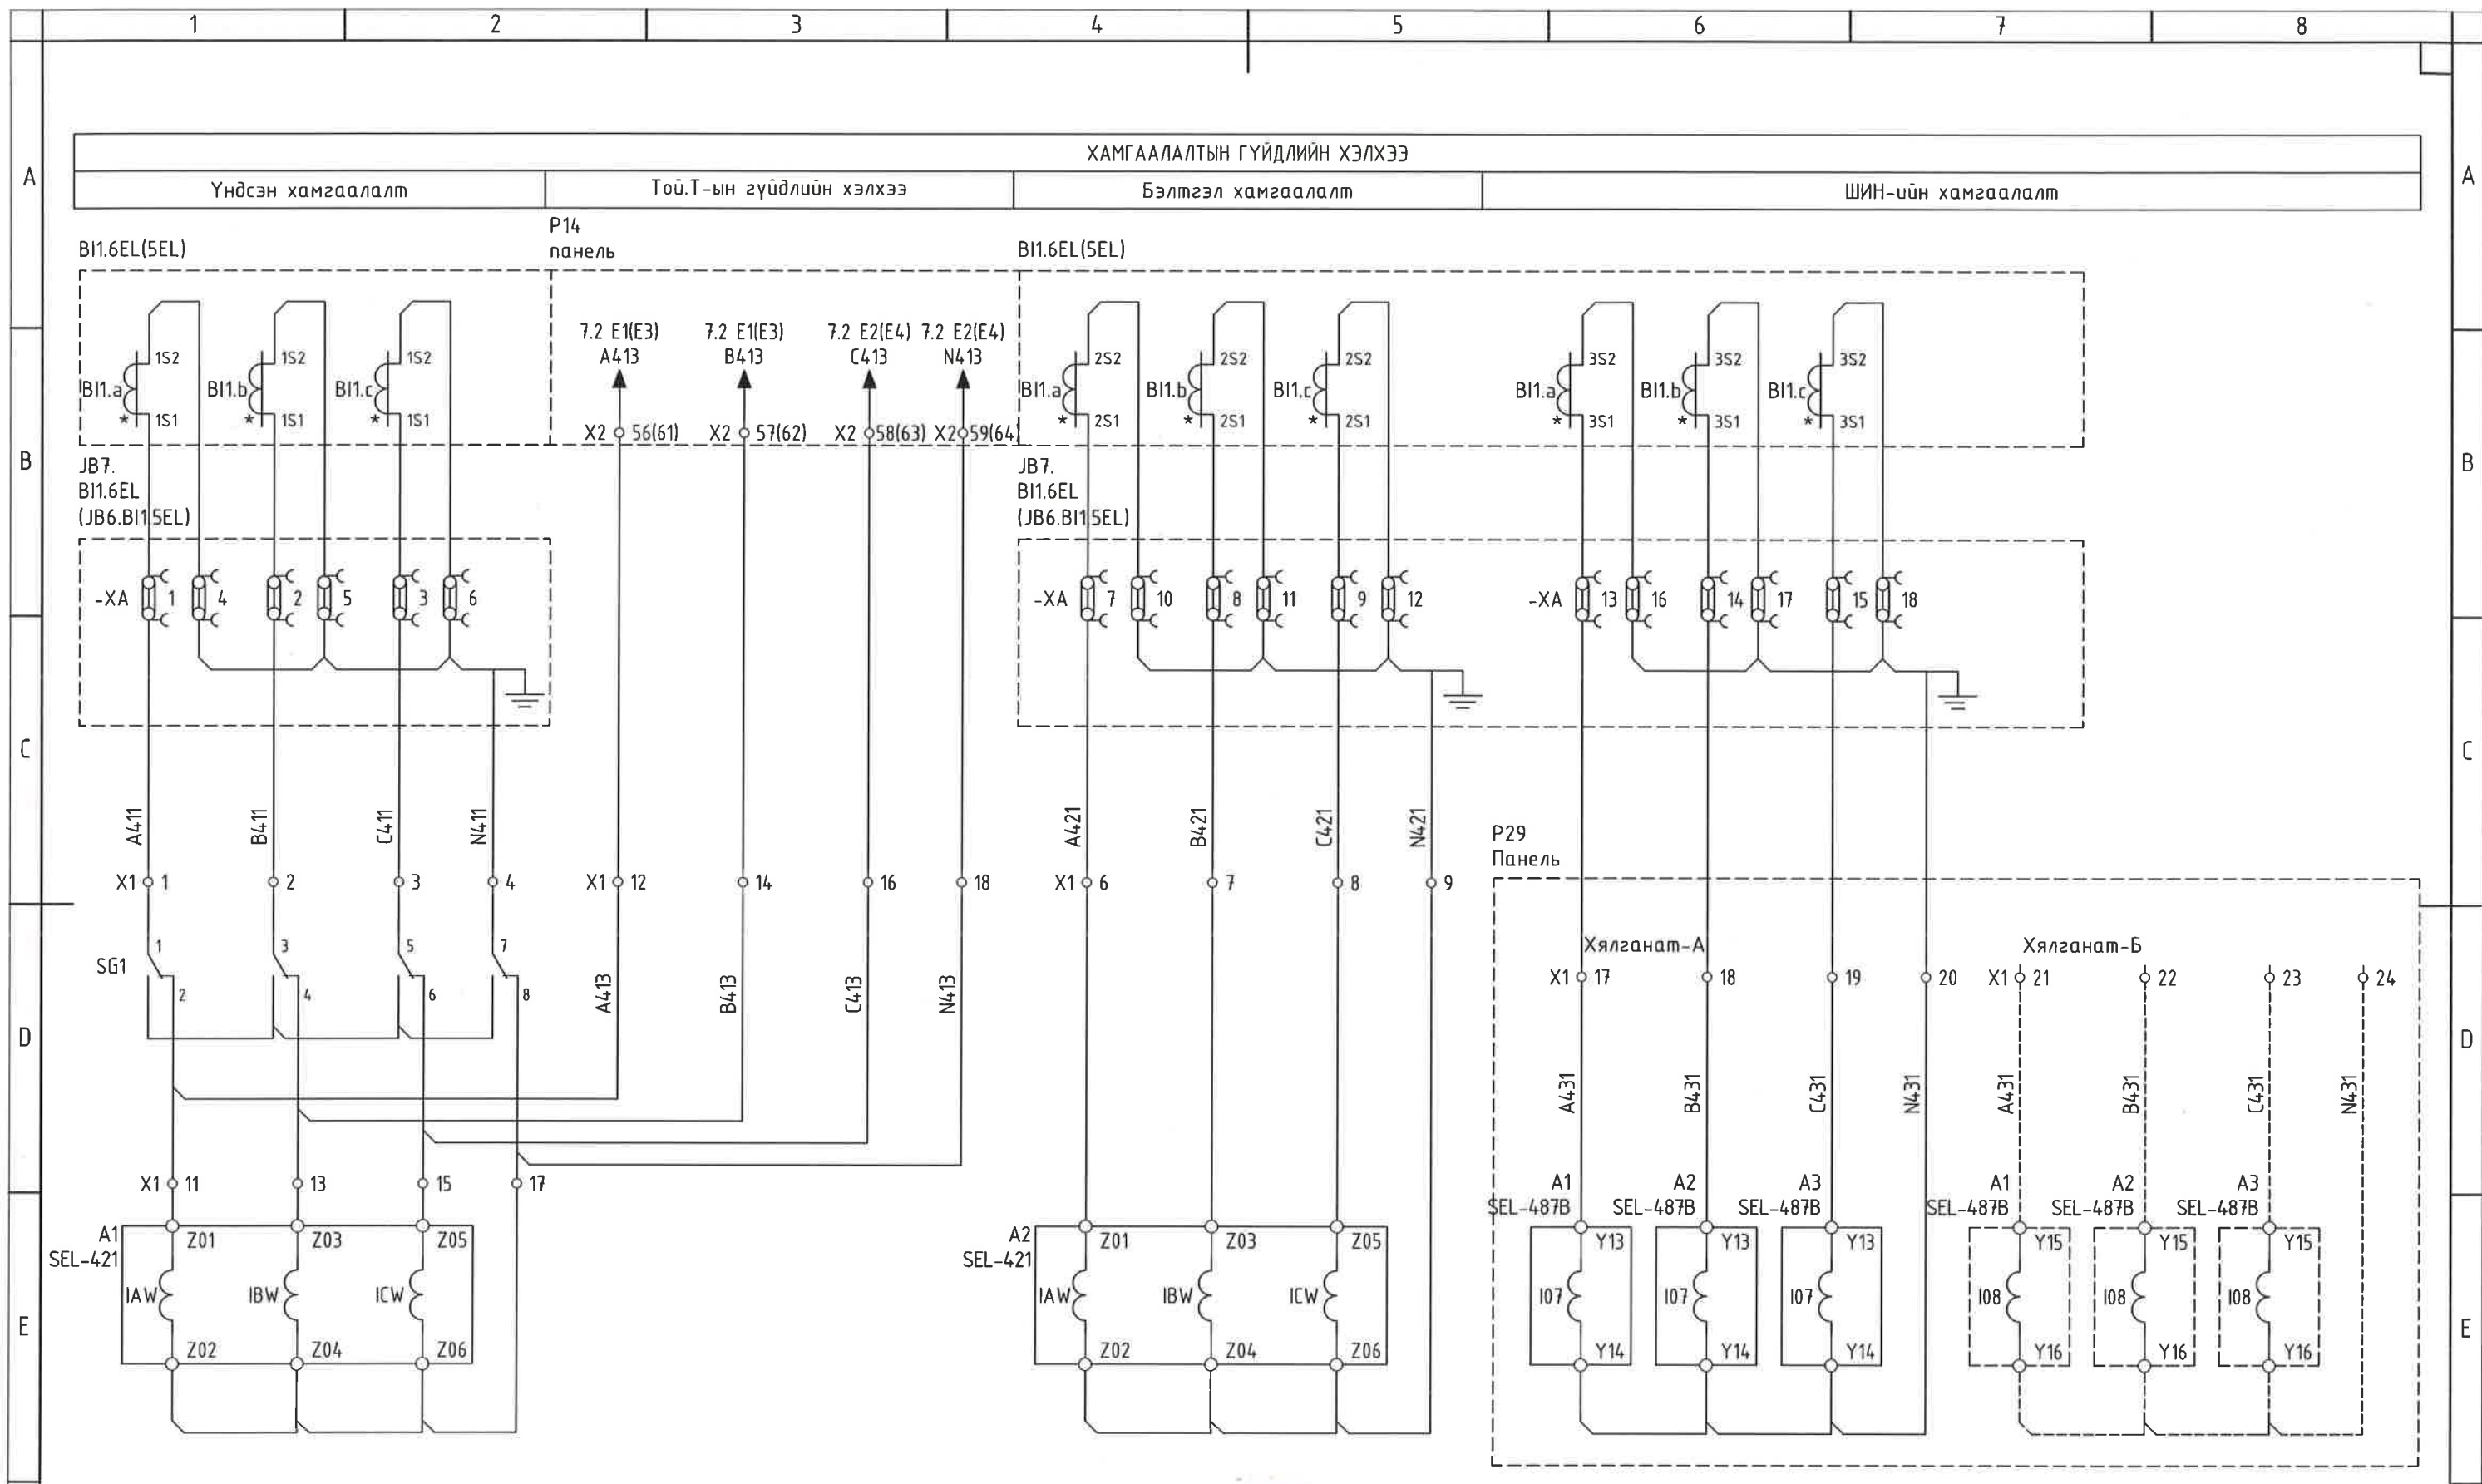 1 2 3 4 5 6 7 8
ХАМГААЛАЛТЫН ГҮЙДЛИЙН ХЭЛХЭЭ
A A
Үндсэн хамгаалалт Той.Т-ын гүйдлийн хэлхээ Бэлтгэл хамгаалалт ШИН-ийн хамгаалалт
P14
панель
BI1.6EL(5EL) BI1.6EL(5EL)
7.2 E1(E3) 7.2 E1(E3) 7.2 E2(E4) 7.2 E2(E4)
A413 B413 C413 N413
1S2 1S2 1S2 2S2 2S2 2S2 3S2 3S2 3S2
BI1.a BI1.b BI1.c BI1.a BI1.b BI1.c BI1.a BI1.b BI1.c
* 1S1 * 1S1 * 1S1 * 2S1 * 2S1 * 2S1 * 3S1 * 3S1 * 3S1
X2 56(61) X2 57(62) X2 58(63) X2 59(64)
B B
JB7. JB7.
BI1.6EL BI1.6EL
(JB6.BI1.5EL) (JB6.BI1.5EL)
-XA 1 4 2 5 3 6 -XA 7 10 8 11 9 12 -XA 13 16 14 17 15 18
C C
A411 B411 C411 N411 A421 B421 C421 N421
P29
Панель
X1 1 2 3 4 X1 12 14 16 18 X1 6 7 8 9
SG1 1 3 5 7
2 4 6 8
A413 B413 C413 N413
Хялганат-А Хялганат-Б
X1 17 18 19 20 X1 21 22 23 24
D D
A431 B431 C431 N431 A431 B431 C431 N431
X1 11 13 15 17
A1 A2 A3 A1 A2 A3
SEL-487B SEL-487B SEL-487B SEL-487B SEL-487B SEL-487B
A1 Z01 Z03 Z05 A2 Z01 Z03 Z05 Y13 Y13 Y13 Y15 Y15 Y15
SEL-421 SEL-421
IAW IBW ICW IAW IBW ICW I07 I07 I07 I08 I08 I08
E E
Z02 Z04 Z06 Z02 Z04 Z06 Y14 Y14 Y14 Y16 Y16 Y16